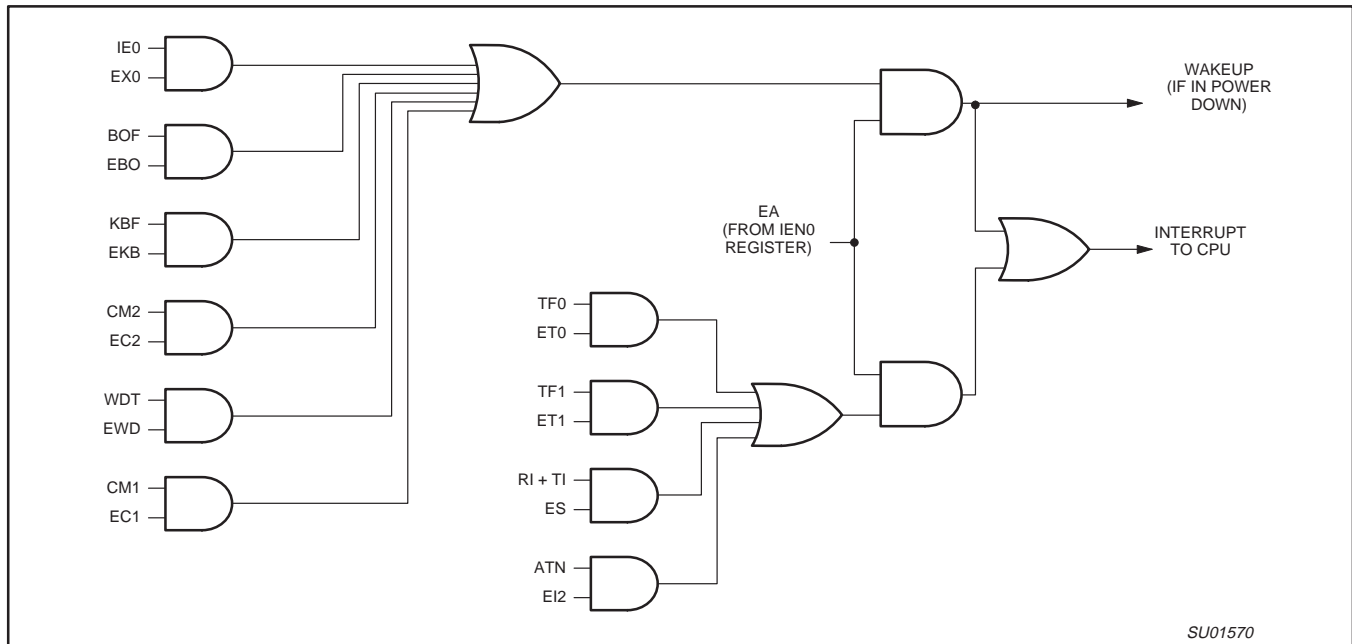 IE0
EX0
BOF
EBO
KBF
EKB
CM2
EC2
WDT
EWD
CM1
EC1
EA
(FROM IEN0
REGISTER)
TF0
ET0
TF1
ET1
RI + TI
ES
ATN
EI2
WAKEUP
(IF IN POWER
DOWN)
INTERRUPT
TO CPU
SU01570